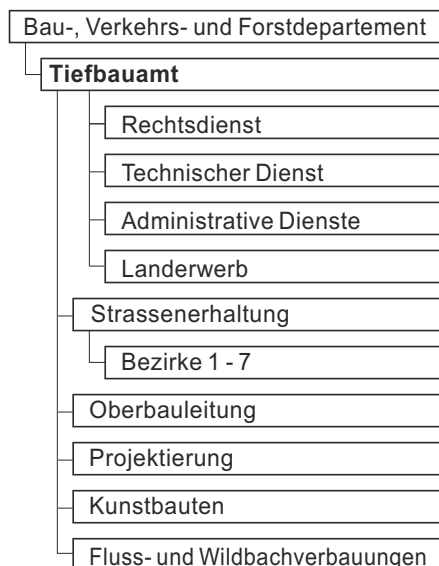 Bau-, Verkehrs- und Forstdepartement
Tiefbauamt
Rechtsdienst
Technischer Dienst
Administrative Dienste
Landerwerb
Strassenerhaltung
Bezirke 1 - 7
Oberbauleitung
Projektierung
Kunstbauten
Fluss- und Wildbachverbauungen